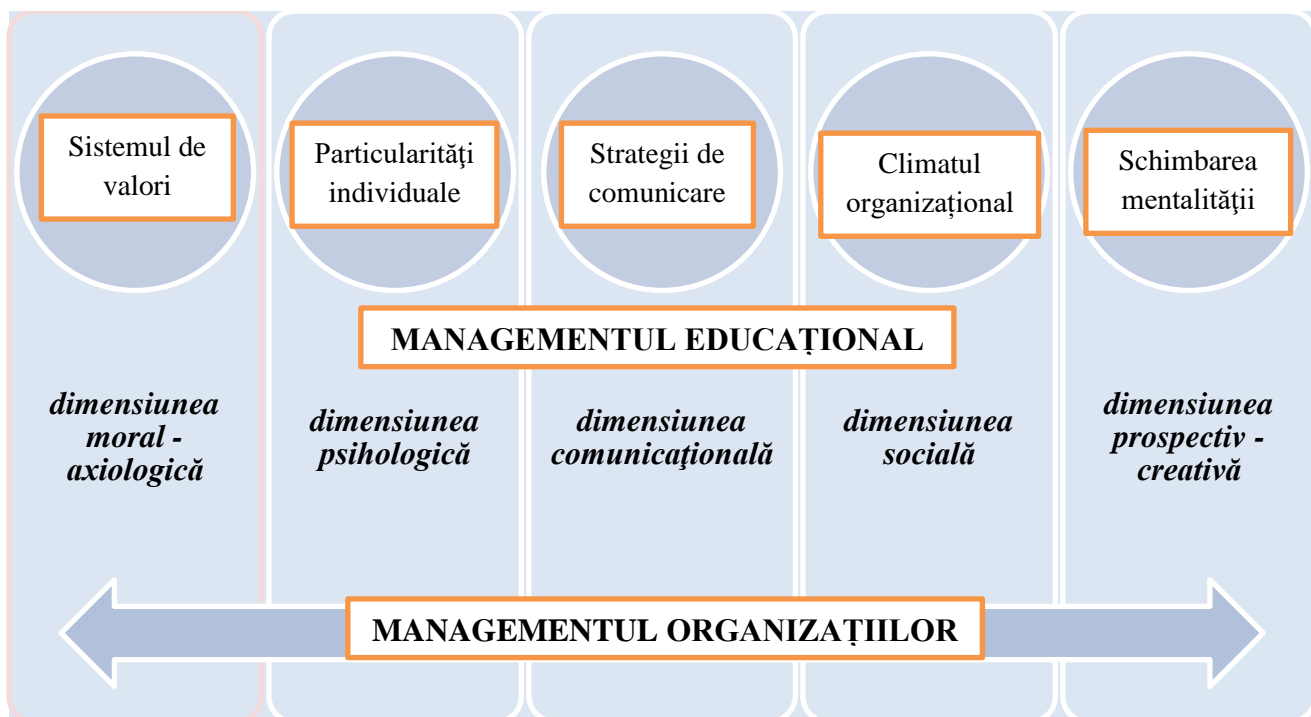 Sistemul de
valori
Particularităţi
individuale
Strategii de
comunicare
Climatul
organizațional
Schimbarea
mentalităţii
MANAGEMENTUL EDUCAȚIONAL
dimensiunea
moral -
axiologică
dimensiunea
psihologică
dimensiunea
comunicaţională
dimensiunea
socială
dimensiunea
prospectiv -
creativă
MANAGEMENTUL ORGANIZAȚIILOR